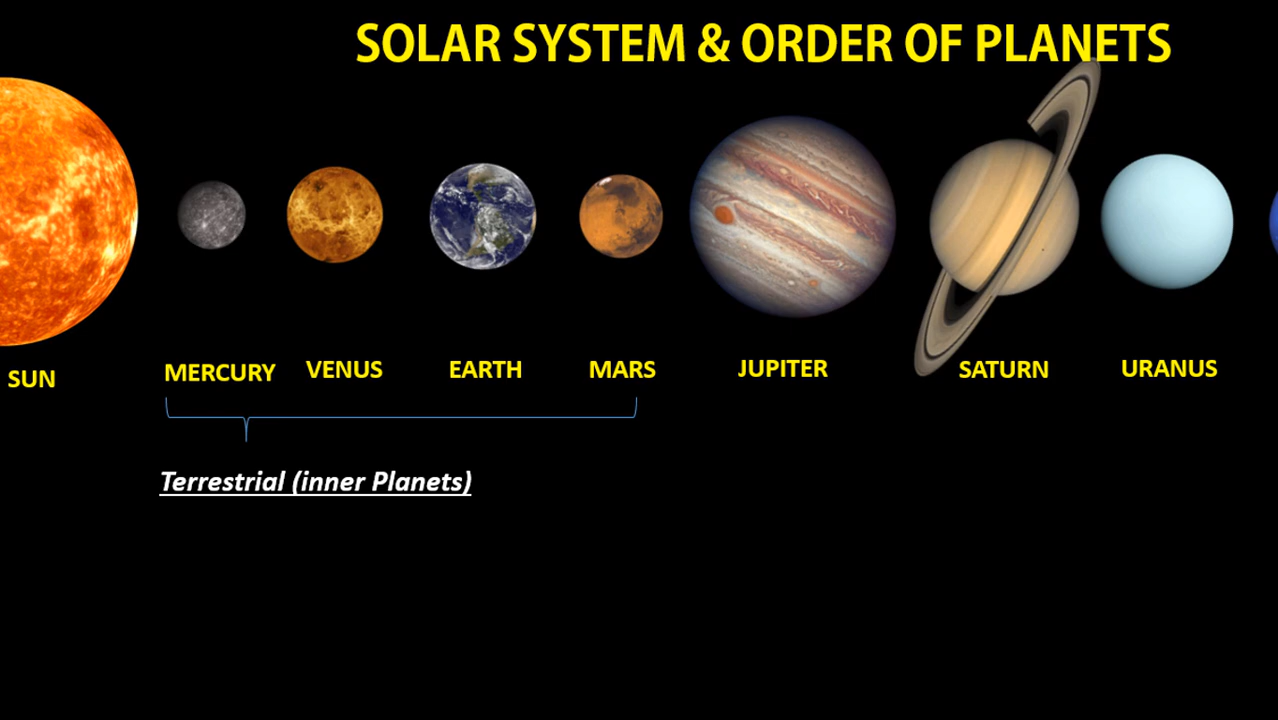 SOLAR SYSTEM & ORDER OF PLANETS
SUN
MERCURY
VENUS
EARTH
MARS
JUPITER
SATURN
URANUS
Terrestrial (inner Planets)